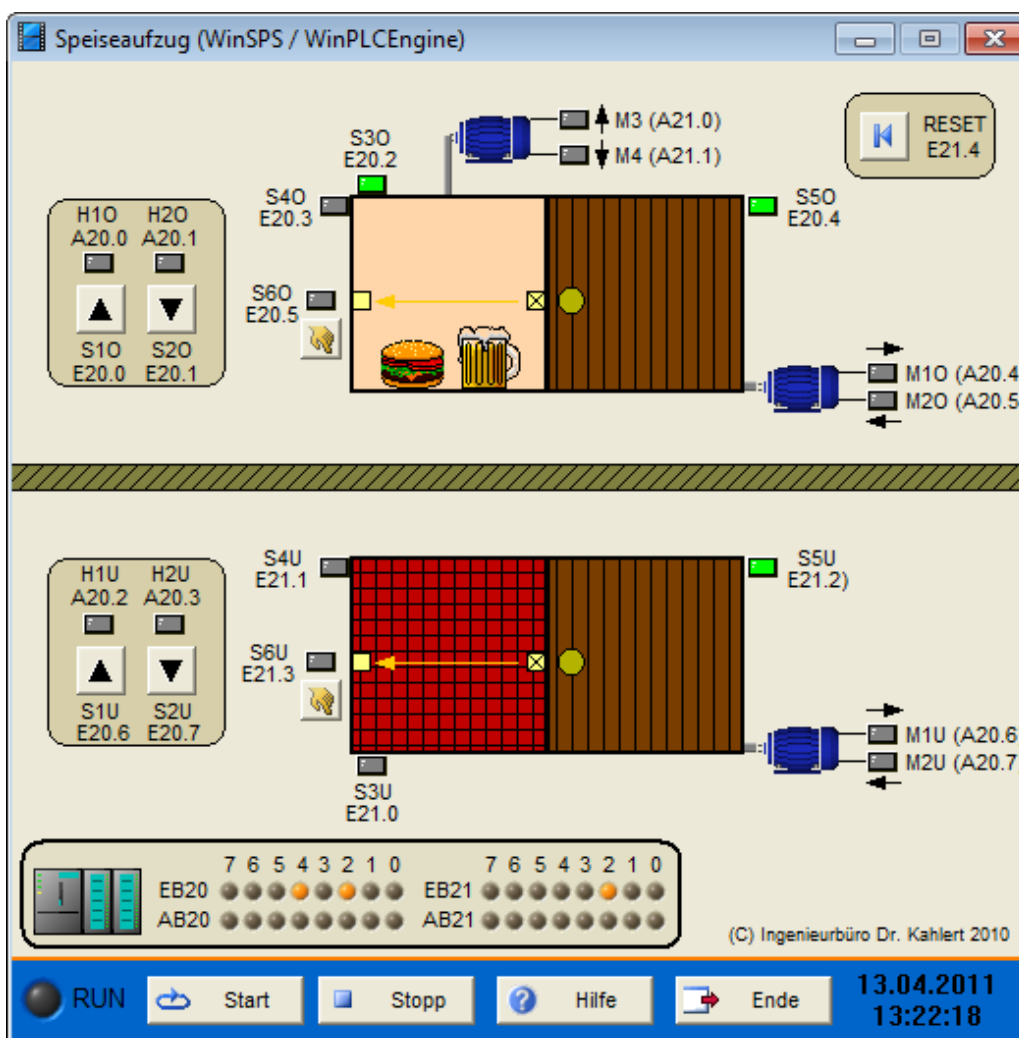 Speiseaufzug (WinSPS / WinPLCEngine)
M3 (A21.0)
M4 (A21.1)
RESET
E21.4
S3O
E20.2
S4O
E20.3
S5O
E20.4
H1O H2O
A20.0 A20.1
S6O
E20.5
S1O S2O
E20.0 E20.1
M1O (A20.4
M2O (A20.5
S4U
E21.1
S5U
E21.2)
H1U H2U
A20.2 A20.3
S6U
E21.3
S1U S2U
E20.6 E20.7
M1U (A20.6)
M2U (A20.7)
S3U
E21.0
7 6 5 4 3 2 1 0 7 6 5 4 3 2 1 0
EB20 EB21
AB20 AB21
(C) Ingenieurbüro Dr. Kahlert 2010
RUN Start Stopp Hilfe Ende 13.04.2011
13:22:18